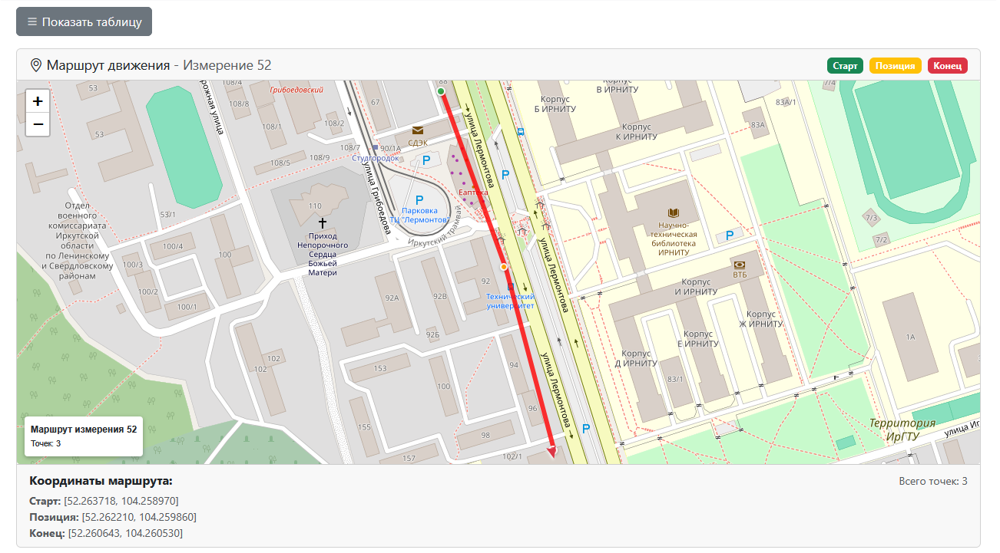 Показать таблицу
Маршрут движения - Измерение 52
Старт
Позиция
Конец
+
−
53
108/4
рожная улица
Грибоедовский
88
67
108/8
108/1
108/2
53
108/7
90/1А
108/9
108/5
Студгородок
СДЭК
P
улица Лермонтова
P
Корпус
Б ИРНИТУ
Корпус
В ИРНИТУ
Корпус
К ИРНИТУ
7/4
83А/1
83А
улица Грибоедова
Еаптека
P
Парковка
ТЦ "Лермонтов"
Иркутский трамвай
110
Приход
Непорочного
Сердца
Божьей
Матери
53/1
Отдел
военного
комиссариата
Иркутской
области
по Ленинскому
и Свердловскому
районам
100/4
100
100/3
100/2
100/1
Научно-
техническая
библиотека
ИРНИТУ
P
7/3
7/2
ВТБ
улица Лермонтова
92А
92В
92
Технический
университет
92Б
Корпус
И ИРНИТУ
Корпус
Ж ИРНИТУ
Корпус
Е ИРНИТУ
Корпус
Д ИРНИТУ
83/1
1А
102
102
153
100
94
96
98
155
157
102/1
улица Лермонтова
P
Территория
ИрГТУ
улица Иг
Маршрут измерения 52
Точек: 3
Координаты маршрута:
Всего точек: 3
Старт: [52.263718, 104.258970]
Позиция: [52.262210, 104.259860]
Конец: [52.260643, 104.260530]